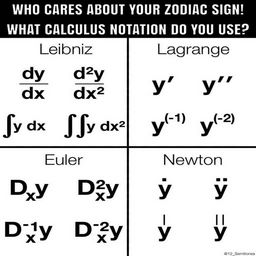 WHO CARES ABOUT YOUR ZODIAC SIGN!
WHAT CALCULUS NOTATION DO YOU USE?
Leibniz
dy/dx d²y/dx²
∫y dx ∫∫y dx²
Lagrange
y′ y′′
y⁽⁻¹⁾ y⁽⁻²⁾
Euler
Dₓy Dₓ²y
Dₓ⁻¹y Dₓ⁻²y
Newton
ẏ ÿ
y̍ y̎